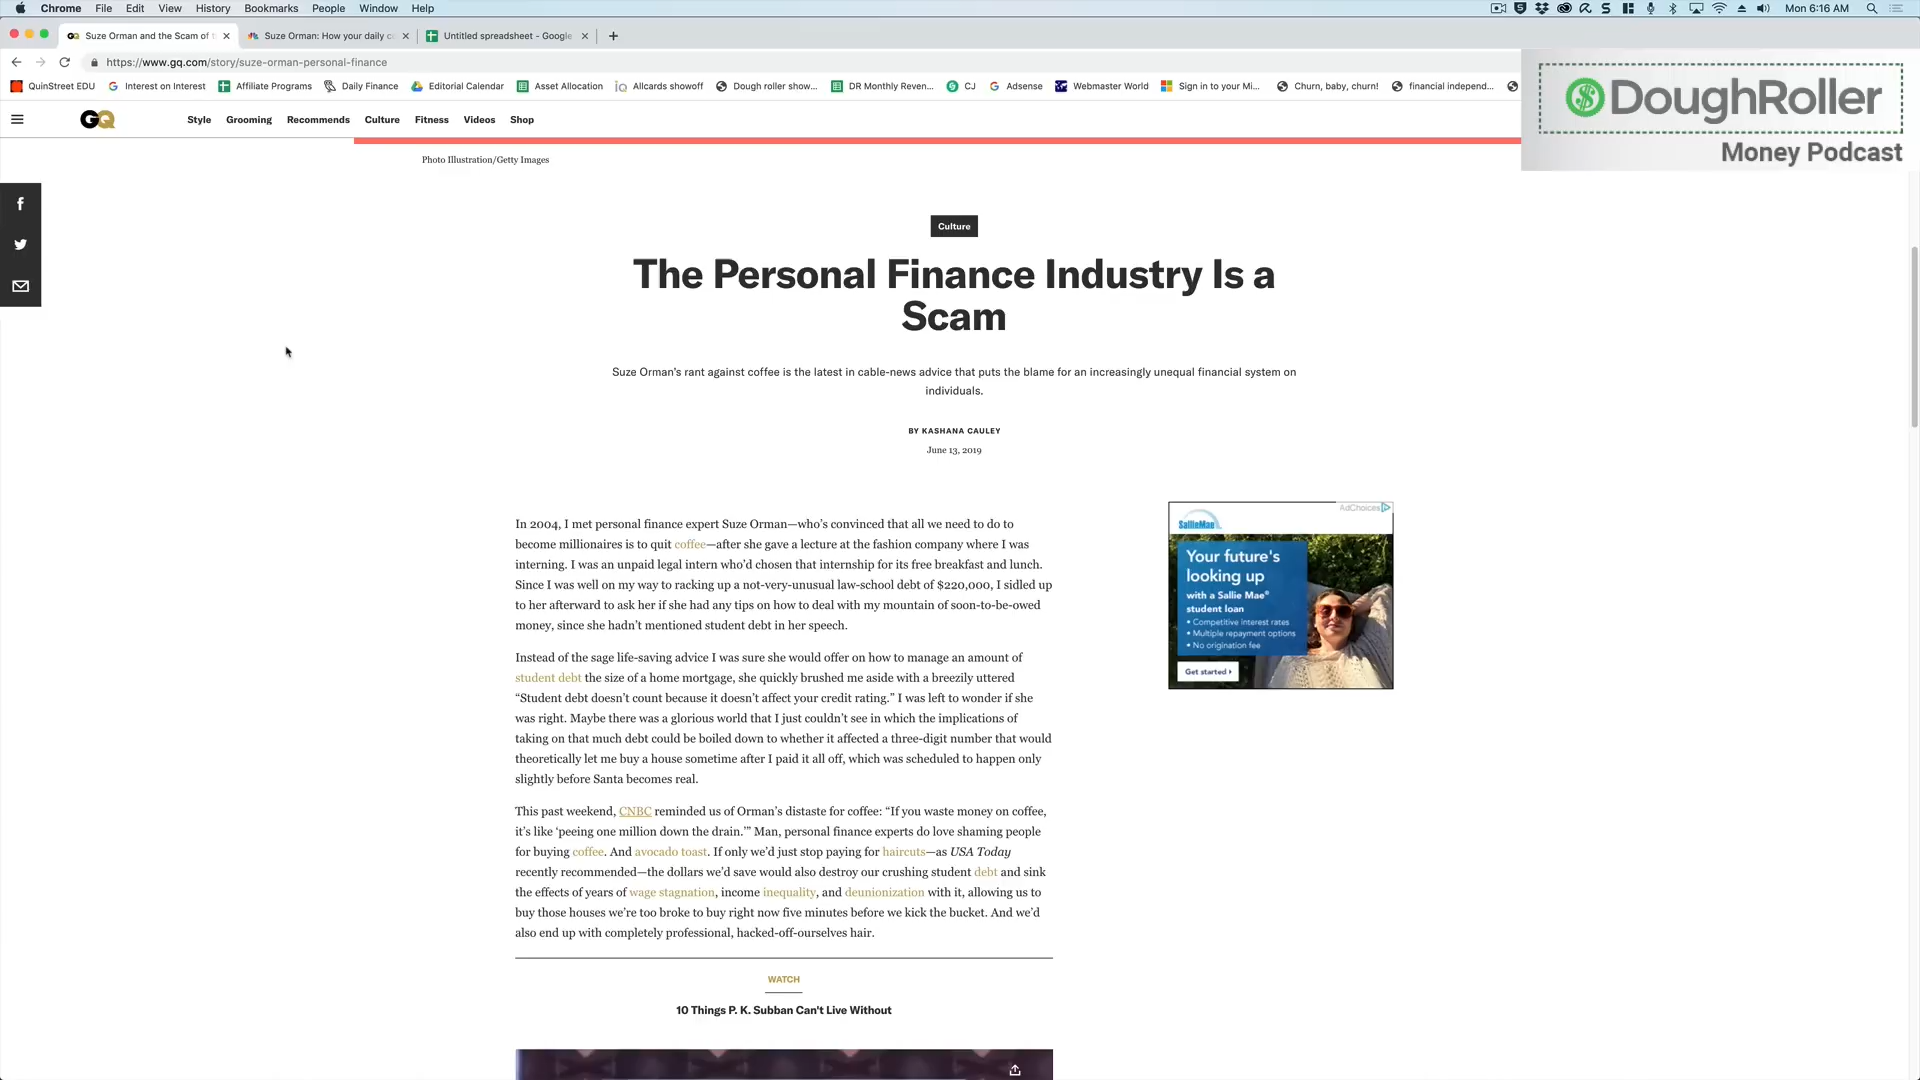 Chrome File Edit View History Bookmarks People Window Help
Mon 6:16 AM
Suze Orman and the Scam of t
Suze Orman: How your daily c
Untitled spreadsheet - Google
https://www.gq.com/story/suze-orman-personal-finance
QuinStreet EDU Interest on Interest Affiliate Programs Daily Finance Editorial Calendar Asset Allocation Allcards showoff Dough roller show... DR Monthly Reven... CJ Adsense Webmaster World Sign in to your Mi... Churn, baby, churn! financial independ...
DoughRoller
Money Podcast
GQ Style Grooming Recommends Culture Fitness Videos Shop
Photo Illustration/Getty Images
Culture
The Personal Finance Industry Is a
Scam
Suze Orman's rant against coffee is the latest in cable-news advice that puts the blame for an increasingly unequal financial system on
individuals.
BY KASHANA CAULEY
June 13, 2019
In 2004, I met personal finance expert Suze Orman—who's convinced that all we need to do to
become millionaires is to quit coffee—after she gave a lecture at the fashion company where I was
interning. I was an unpaid legal intern who'd chosen that internship for its free breakfast and lunch.
Since I was well on my way to racking up a not-very-unusual law-school debt of $220,000, I sidled up
to her afterward to ask her if she had any tips on how to deal with my mountain of soon-to-be-owed
money, since she hadn't mentioned student debt in her speech.
Instead of the sage life-saving advice I was sure she would offer on how to manage an amount of
student debt the size of a home mortgage, she quickly brushed me aside with a breezily uttered
“Student debt doesn't count because it doesn't affect your credit rating.” I was left to wonder if she
was right. Maybe there was a glorious world that I just couldn't see in which the implications of
taking on that much debt could be boiled down to whether it affected a three-digit number that would
theoretically let me buy a house sometime after I paid it all off, which was scheduled to happen only
slightly before Santa becomes real.
This past weekend, CNBC reminded us of Orman's distaste for coffee: “If you waste money on coffee,
it's like ‘peeing one million down the drain.’” Man, personal finance experts do love shaming people
for buying coffee. And avocado toast. If only we'd just stop paying for haircuts—as USA Today
recently recommended—the dollars we'd save would also destroy our crushing student debt and sink
the effects of years of wage stagnation, income inequality, and deunionization with it, allowing us to
buy those houses we're too broke to buy right now five minutes before we kick the bucket. And we'd
also end up with completely professional, hacked-off-ourselves hair.
AdChoices
SallieMae
Your future's
looking up
with a Sallie Mae®
student loan
• Competitive interest rates
• Multiple repayment options
• No origination fee
Get started
WATCH
10 Things P. K. Subban Can't Live Without